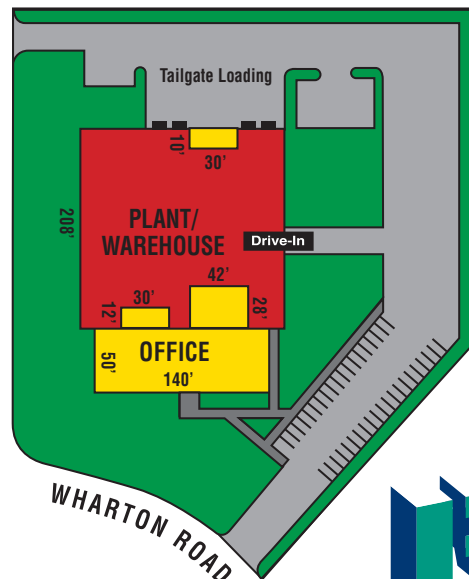 Tailgate Loading
10'
30'
208'
PLANT/
WAREHOUSE
Drive-In
42'
30'
12'
28'
OFFICE
50'
140'
WHARTON ROAD